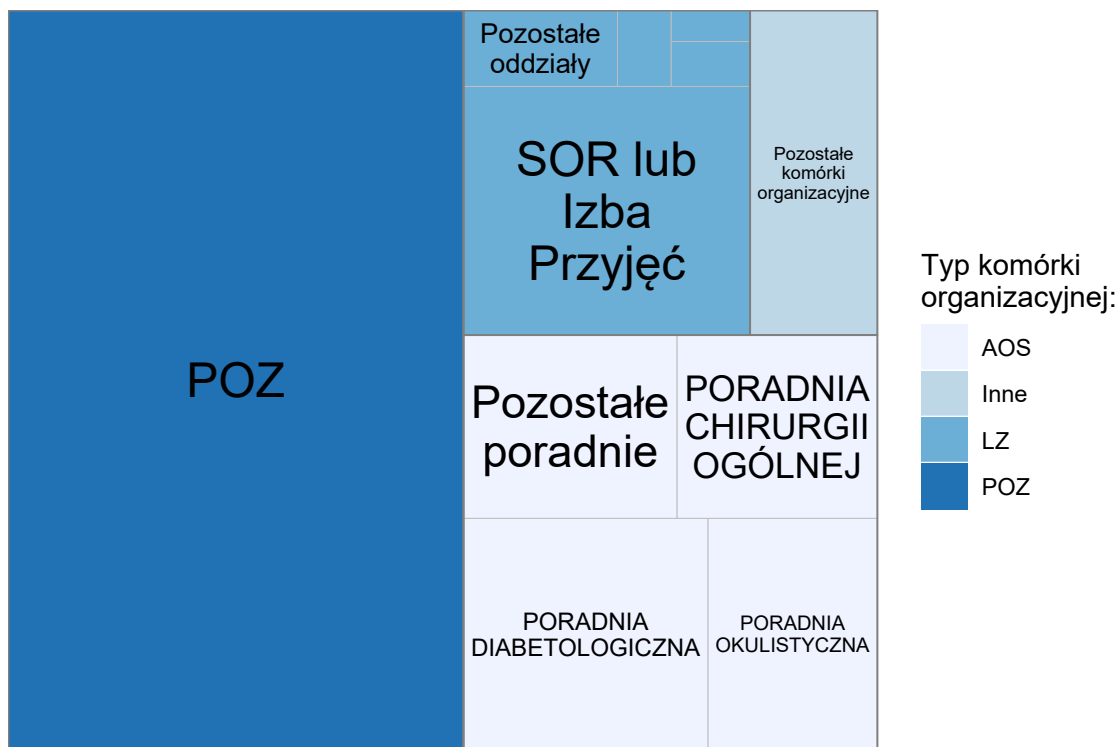 POZ
Pozostałe
oddziały
SOR lub
Izba
Przyjęć
Pozostałe
komórki
organizacyjne
Pozostałe
poradnie
PORADNIA
CHIRURGII
OGÓLNEJ
PORADNIA
DIABETOLOGICZNA
PORADNIA
OKULISTYCZNA
Typ komórki
organizacyjnej:
AOS
Inne
LZ
POZ